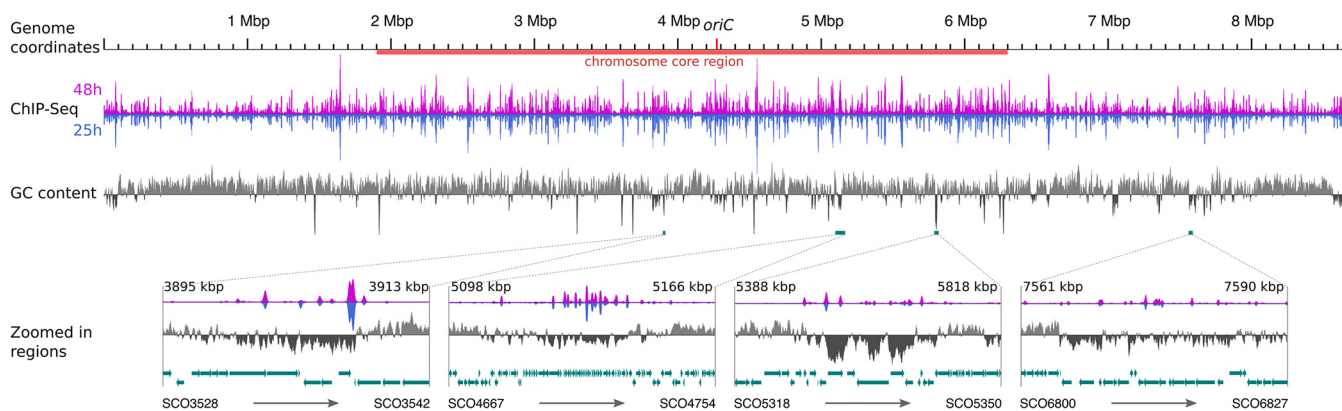 Genome
coordinates
1 Mbp 2 Mbp 3 Mbp 4 Mbp oriC 5 Mbp 6 Mbp 7 Mbp 8 Mbp
chromosome core region
48h
ChIP-Seq
25h
GC content
3895 kbp 3913 kbp 5098 kbp 5166 kbp 5388 kbp 5818 kbp 7561 kbp 7590 kbp
Zoomed in
regions
SCO3528 SCO3542 SCO4667 SCO4754 SCO5318 SCO5350 SCO6800 SCO6827